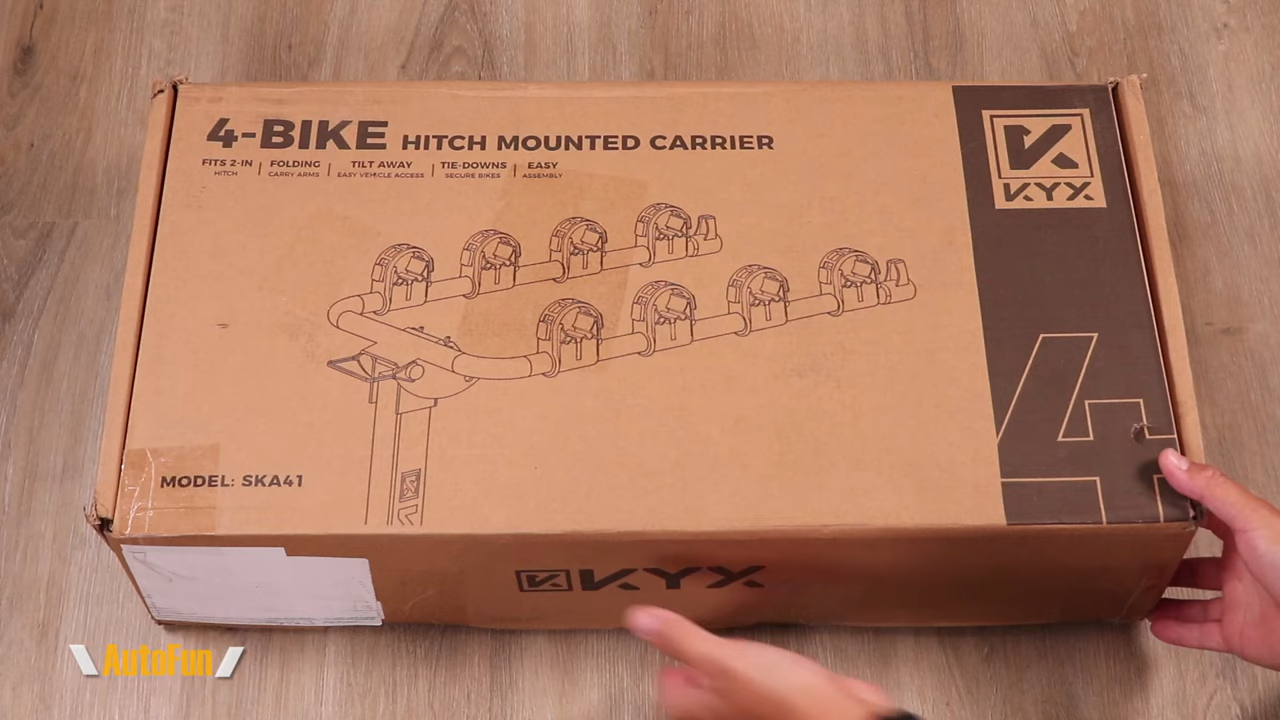 4-BIKE HITCH MOUNTED CARRIER
FITS 2-IN HITCH | FOLDING CARRY ARMS | TILT AWAY EASY VEHICLE ACCESS | TIE-DOWNS SECURE BIKES | EASY ASSEMBLY
KYX
4
MODEL: SKA41
KYX
AutoFun